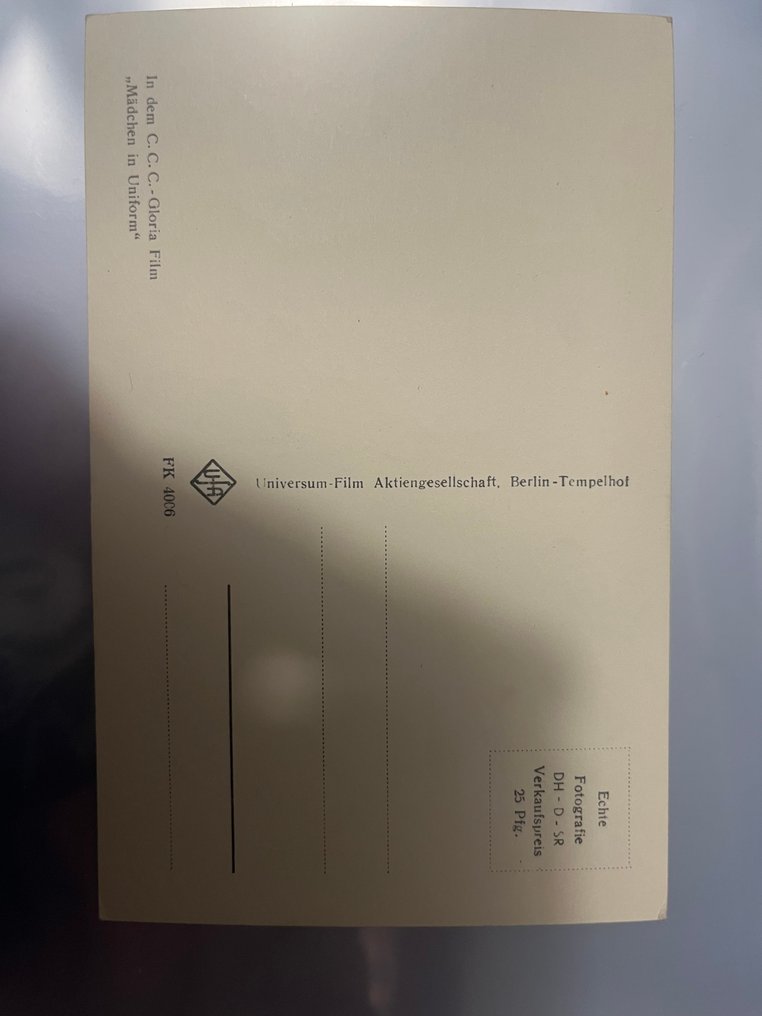 In dem C. C. C.-Gloria Film
„Mädchen in Uniform“
FK 4006
Ufa
Universum-Film Aktiengesellschaft, Berlin-Tempelhof
Echte
Fotografie
DH - D - SR
Verkaufspreis
25 Pfg.